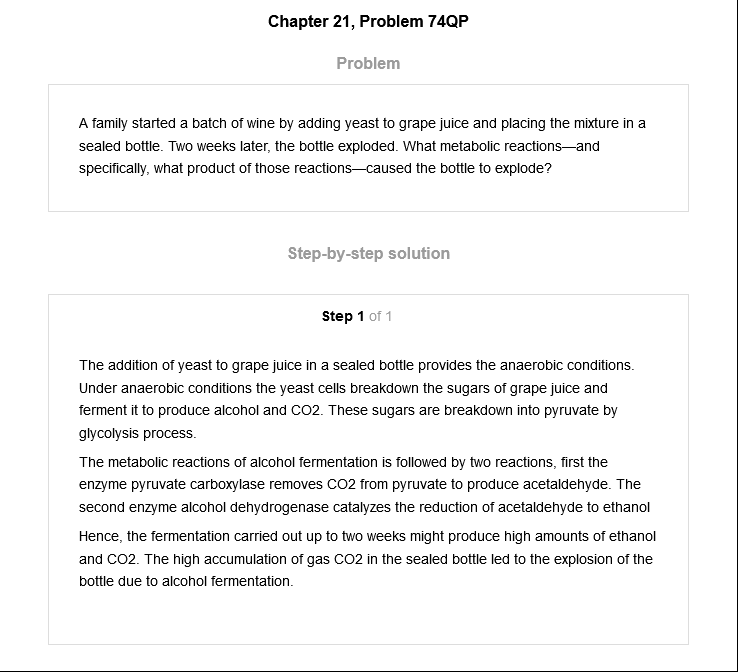 Chapter 21, Problem 74QP
Problem
A family started a batch of wine by adding yeast to grape juice and placing the mixture in a
sealed bottle. Two weeks later, the bottle exploded. What metabolic reactions—and
specifically, what product of those reactions—caused the bottle to explode?
Step-by-step solution
Step 1 of 1
The addition of yeast to grape juice in a sealed bottle provides the anaerobic conditions.
Under anaerobic conditions the yeast cells breakdown the sugars of grape juice and
ferment it to produce alcohol and CO2. These sugars are breakdown into pyruvate by
glycolysis process.
The metabolic reactions of alcohol fermentation is followed by two reactions, first the
enzyme pyruvate carboxylase removes CO2 from pyruvate to produce acetaldehyde. The
second enzyme alcohol dehydrogenase catalyzes the reduction of acetaldehyde to ethanol
Hence, the fermentation carried out up to two weeks might produce high amounts of ethanol
and CO2. The high accumulation of gas CO2 in the sealed bottle led to the explosion of the
bottle due to alcohol fermentation.